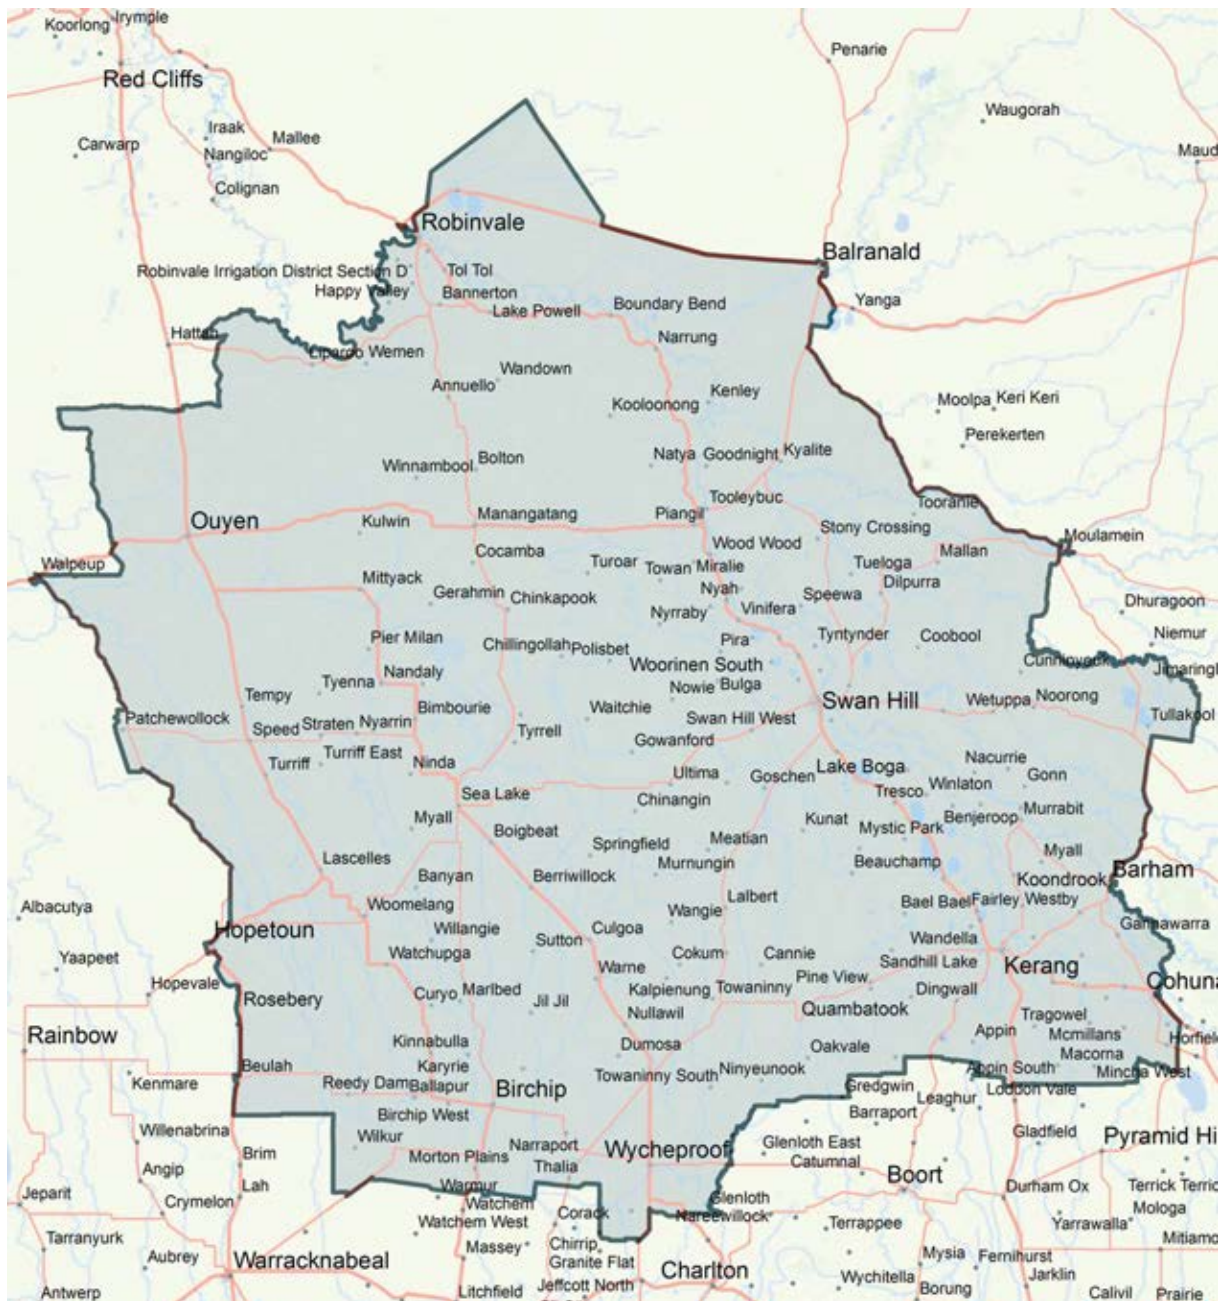 Irymple
Koorlong
Penarie
Red Cliffs
Waugorah
Iraak
Mallee
Carwarp
Nangiloc
Maud
Colignan
Robinvale
Balranald
Robinvale Irrigation District Section D
Tol Tol
Happy Valley
Bannerton
Boundary Bend
Yanga
Lake Powell
Hattah
Narrung
Liparoo
Wemen
Wandown
Annuello
Kenley
Kooloonong
Moolpa
Keri Keri
Perekerten
Natya
Goodnight
Kyalite
Bolton
Winnambool
Tooleybuc
Tooranie
Ouyen
Kulwin
Manangatang
Piangil
Stony Crossing
Moulamein
Wood Wood
Mallan
Cocamba
Walpeup
Turoar
Towan
Miralie
Tueloga
Mittyack
Dilpurra
Nyah
Gerahmin
Chinkapook
Speewa
Dhuragoon
Nyrraby
Vinifera
Niemur
Pier Milan
Chillingollah
Polisbet
Pira
Tyntynder
Coobool
Woorinen South
Cunninyeuk
Jimaringl
Nandaly
Tyenna
Nowie
Bulga
Tempy
Bimbourie
Swan Hill
Wetuppa
Noorong
Patchewollock
Speed
Straten
Nyarrin
Waitchie
Swan Hill West
Tullakool
Tyrrell
Gowanford
Turriff
Turriff East
Ninda
Ultima
Goschen
Lake Boga
Nacurrie
Gonn
Sea Lake
Chinangin
Tresco
Winlaton
Myall
Boigbeat
Kunat
Mystic Park
Benjeroop
Murrabit
Springfield
Meatian
Lascelles
Murnungin
Beauchamp
Myall
Banyan
Berriwillock
Koondrook
Barham
Albacutya
Woomelang
Lalbert
Bael Bael
Fairley
Westby
Wangie
Hopetoun
Willangie
Culgoa
Gannawarra
Sutton
Wandella
Watchupga
Cokum
Cannie
Yaapeet
Warne
Sandhill Lake
Kerang
Hopevale
Rosebery
Curyo
Marlbed
Jil Jil
Kalpienung
Towaninny
Pine View
Dingwall
Cohuna
Nullawil
Quambatook
Rainbow
Tragowel
Appin
Mcmillans
Horfiel
Kinnabulla
Dumosa
Oakvale
Macorna
Beulah
Karyrie
Appin South
Mincha West
Kenmare
Reedy Dam
Ballapur
Birchip
Towaninny South
Ninyeunook
Gredgwin
Leaghur
Loddon Vale
Birchip West
Barraport
Willenabrina
Wilkur
Narraport
Wycheproof
Glenloth East
Gladfield
Pyramid Hi
Brim
Morton Plains
Thalia
Catumnal
Angip
Boort
Jeparit
Crymelon
Lah
Warmur
Durham Ox
Terrick Terric
Watchem
Glenloth
Mologa
Watchem West
Corack
Nareewillock
Terrappee
Yarrawalla
Tarranyurk
Aubrey
Warracknabeal
Massey
Chirrip
Mitiamo
Granite Flat
Charlton
Mysia
Fernihurst
Wychitella
Jarklin
Antwerp
Litchfield
Jeffcott North
Borung
Calivil
Prairie